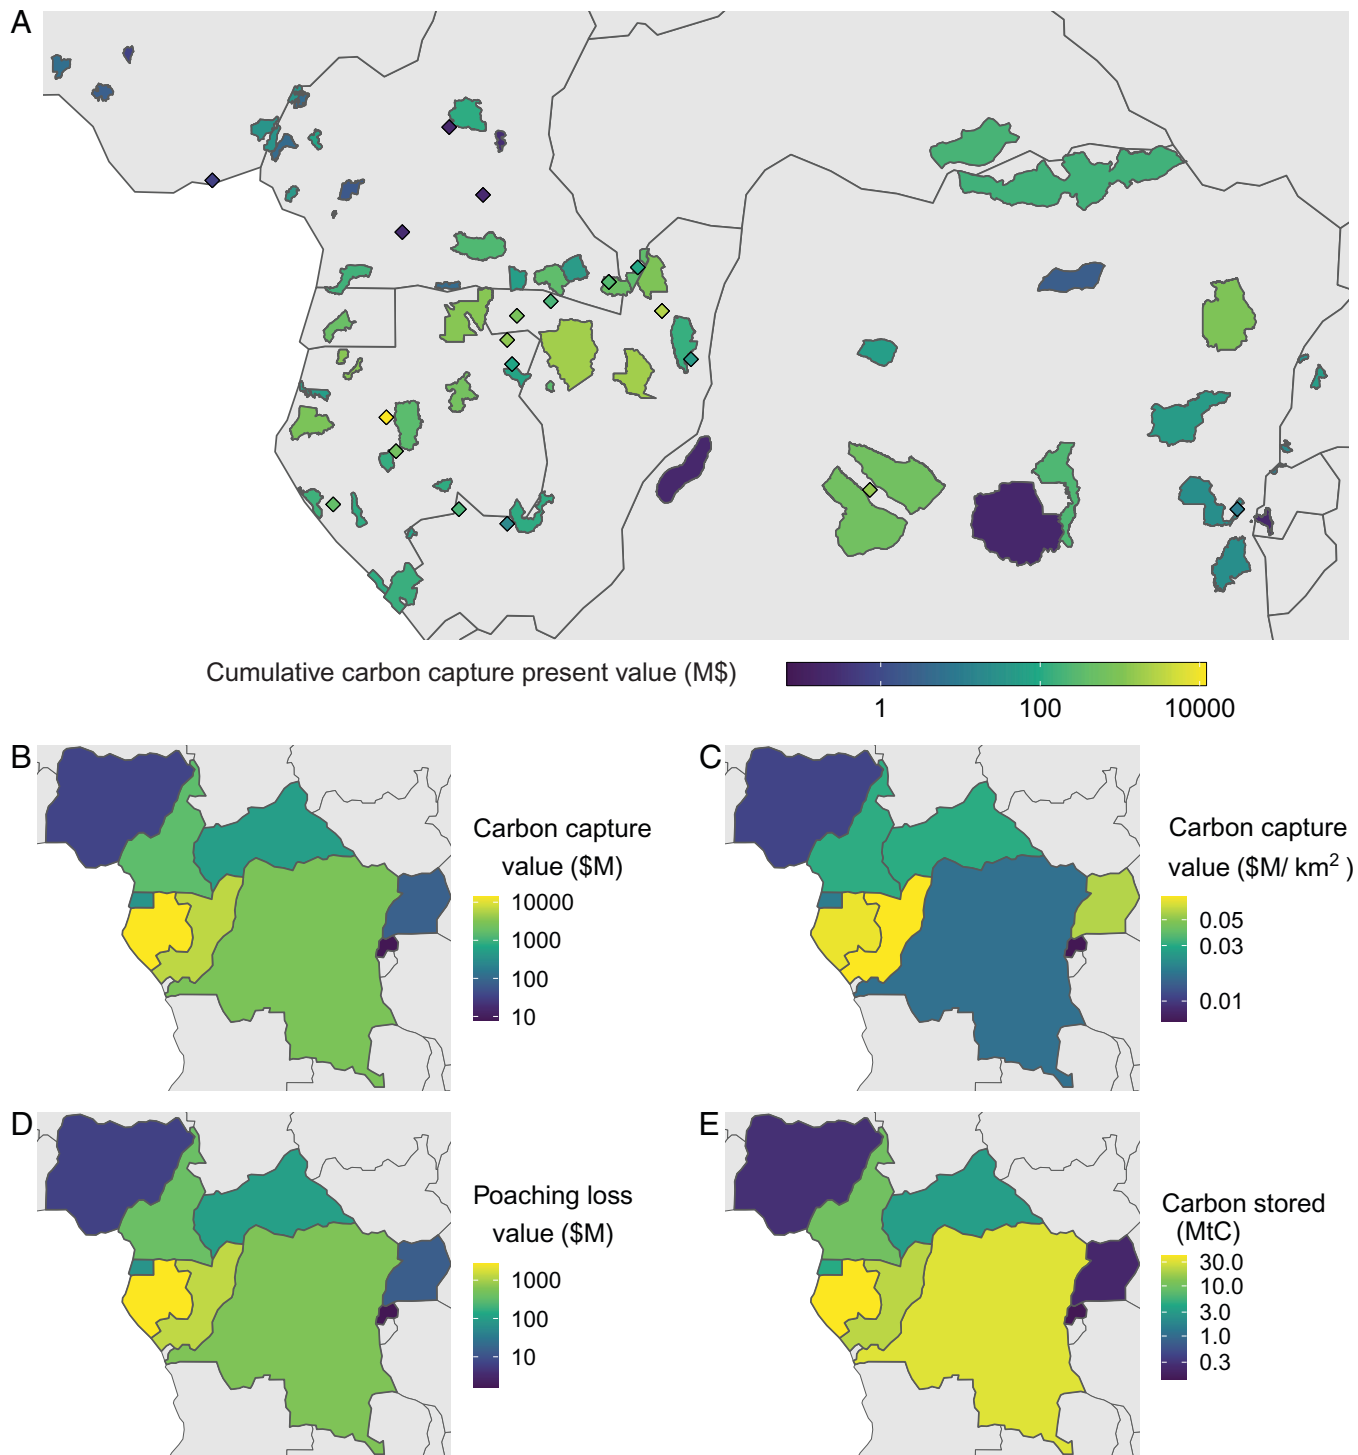 A
Cumulative carbon capture present value (M$)
1 100 10000
B
Carbon capture
value ($M)
10000
1000
100
10
C
Carbon capture
value ($M/ km²)
0.05
0.03
0.01
D
Poaching loss
value ($M)
1000
100
10
E
Carbon stored
(MtC)
30.0
10.0
3.0
1.0
0.3